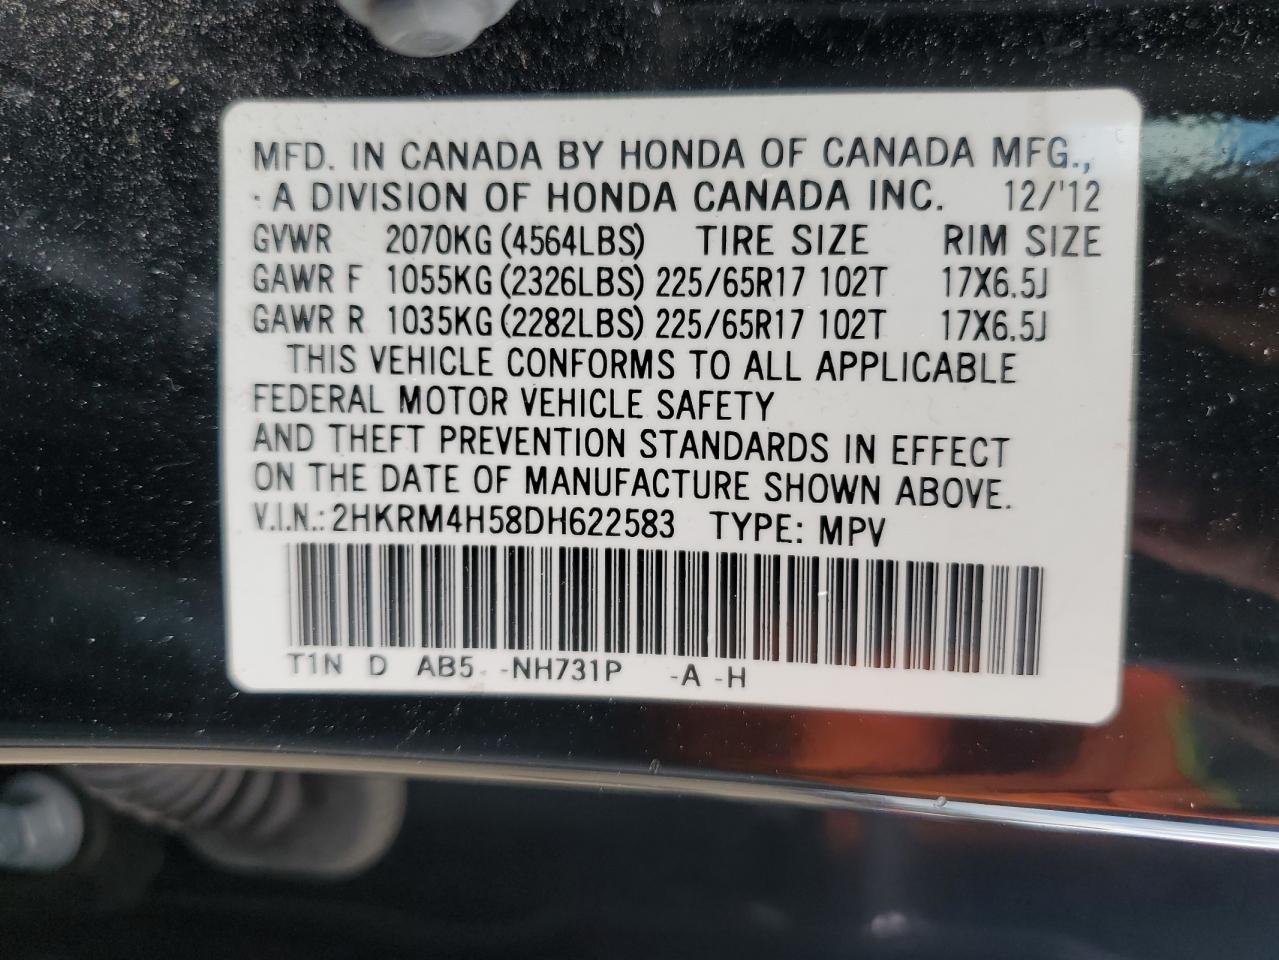 MFD. IN CANADA BY HONDA OF CANADA MFG.,
A DIVISION OF HONDA CANADA INC. 12/'12
GVWR 2070KG (4564LBS) TIRE SIZE RIM SIZE
GAWR F 1055KG (2326LBS) 225/65R17 102T 17X6.5J
GAWR R 1035KG (2282LBS) 225/65R17 102T 17X6.5J
THIS VEHICLE CONFORMS TO ALL APPLICABLE
FEDERAL MOTOR VEHICLE SAFETY
AND THEFT PREVENTION STANDARDS IN EFFECT
ON THE DATE OF MANUFACTURE SHOWN ABOVE.
V.I.N.: 2HKRM4H58DH622583 TYPE: MPV
T1N D AB5 -NH731P -A -H